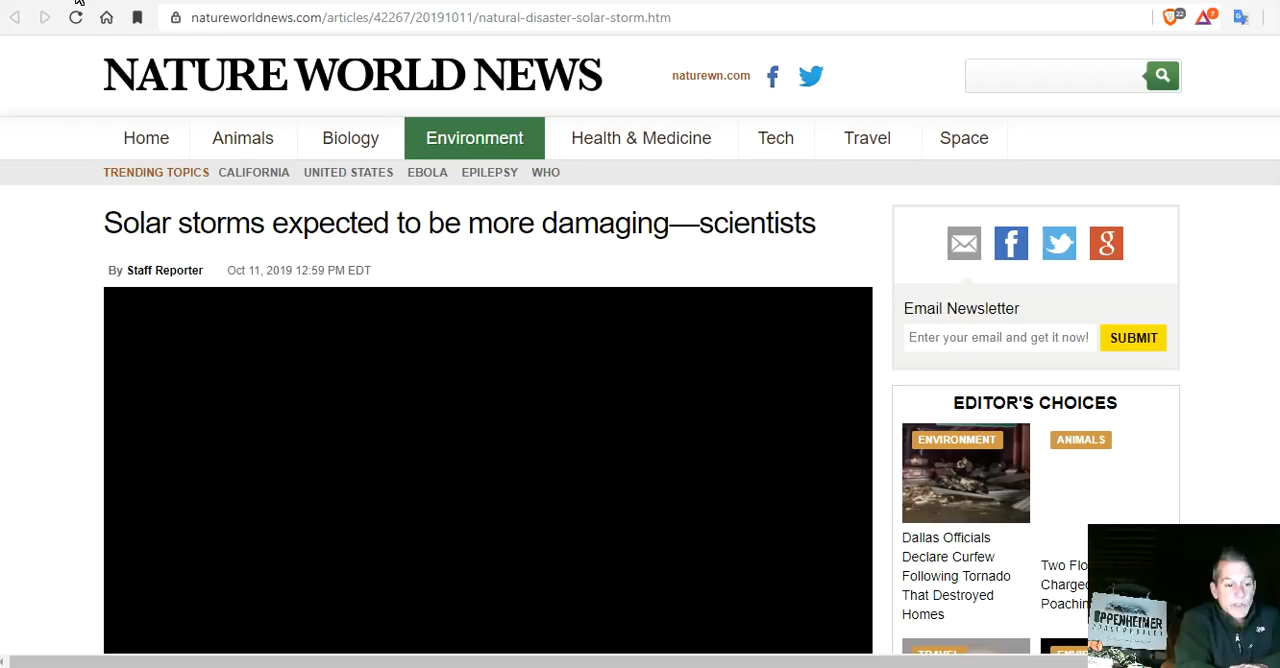 natureworldnews.com/articles/42267/20191011/natural-disaster-solar-storm.htm
22
7
NATURE WORLD NEWS
naturewn.com
Home Animals Biology Environment Health & Medicine Tech Travel Space
TRENDING TOPICS CALIFORNIA UNITED STATES EBOLA EPILEPSY WHO
Solar storms expected to be more damaging—scientists
By Staff Reporter Oct 11, 2019 12:59 PM EDT
Email Newsletter
Enter your email and get it now! SUBMIT
EDITOR'S CHOICES
ENVIRONMENT
Dallas Officials
Declare Curfew
Following Tornado
That Destroyed
Homes
ANIMALS
Two Flo
Charge
Poachin
TRAVEL